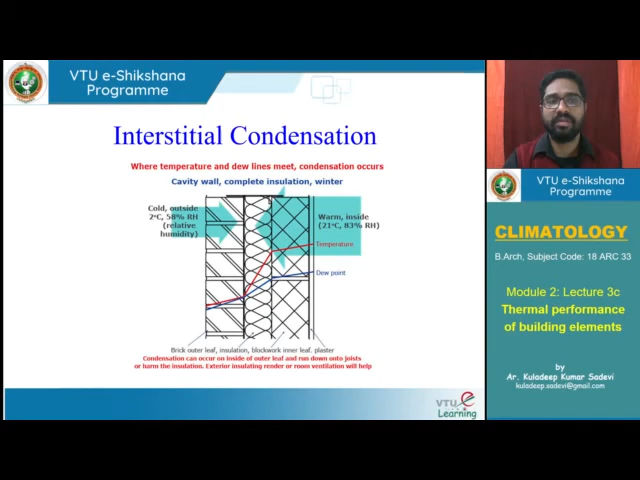 VTU e-Shikshana
Programme
Interstitial Condensation
Where temperature and dew lines meet, condensation occurs
Cavity wall, complete insulation, winter
Cold, outside
2°C, 58% RH
(relative
humidity)
Warm, inside
(21°C, 83% RH)
Temperature
Dew point
Brick outer leaf, insulation, blockwork inner leaf, plaster
Condensation can occur on inside of outer leaf and run down onto joists
or harm the insulation. Exterior insulating render or room ventilation will help
VTU
e
Learning
VTU e-Shikshana
Programme
CLIMATOLOGY
B.Arch, Subject Code: 18 ARC 33
Module 2: Lecture 3c
Thermal performance
of building elements
by
Ar. Kuladeep Kumar Sadevi
kuladeep.sadevi@gmail.com